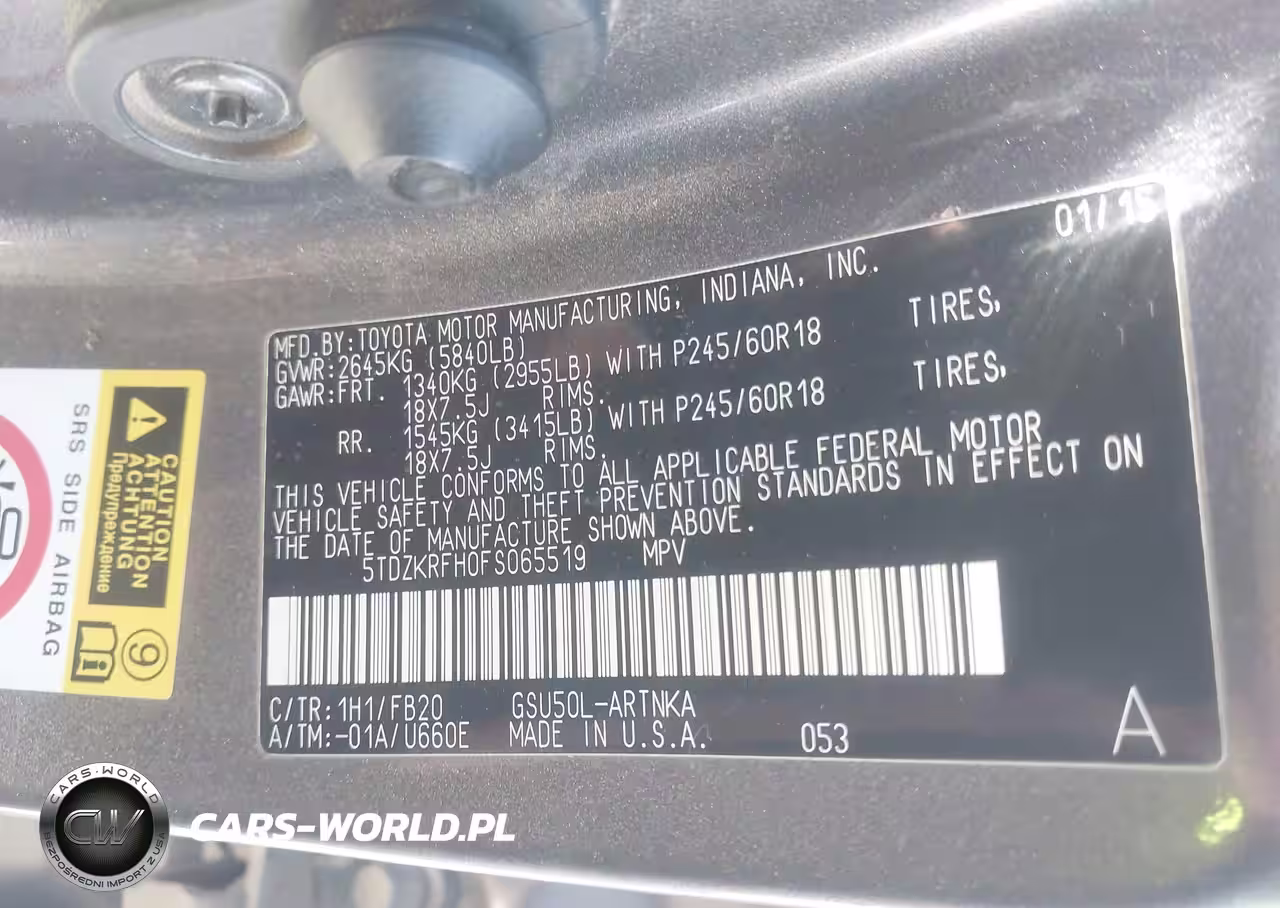 01/15
MFD.BY:TOYOTA MOTOR MANUFACTURING, INDIANA, INC.
GVWR:2645KG (5840LB)
GAWR:FRT. 1340KG (2955LB) WITH P245/60R18 TIRES,
18X7.5J RIMS.
RR. 1545KG (3415LB) WITH P245/60R18 TIRES,
18X7.5J RIMS.
THIS VEHICLE CONFORMS TO ALL APPLICABLE FEDERAL MOTOR
VEHICLE SAFETY AND THEFT PREVENTION STANDARDS IN EFFECT ON
THE DATE OF MANUFACTURE SHOWN ABOVE.
5TDZKRFH0FS065519 MPV
C/TR:1H1/FB20 GSU50L-ARTNKA
A/TM:-01A/U660E MADE IN U.S.A. 053
A
CAUTION
ATTENTION
ACHTUNG
Предупреждение
SRS SIDE AIRBAG
9
CARS-WORLD
CW
BEZPOŚREDNI IMPORT Z USA
CARS-WORLD.PL